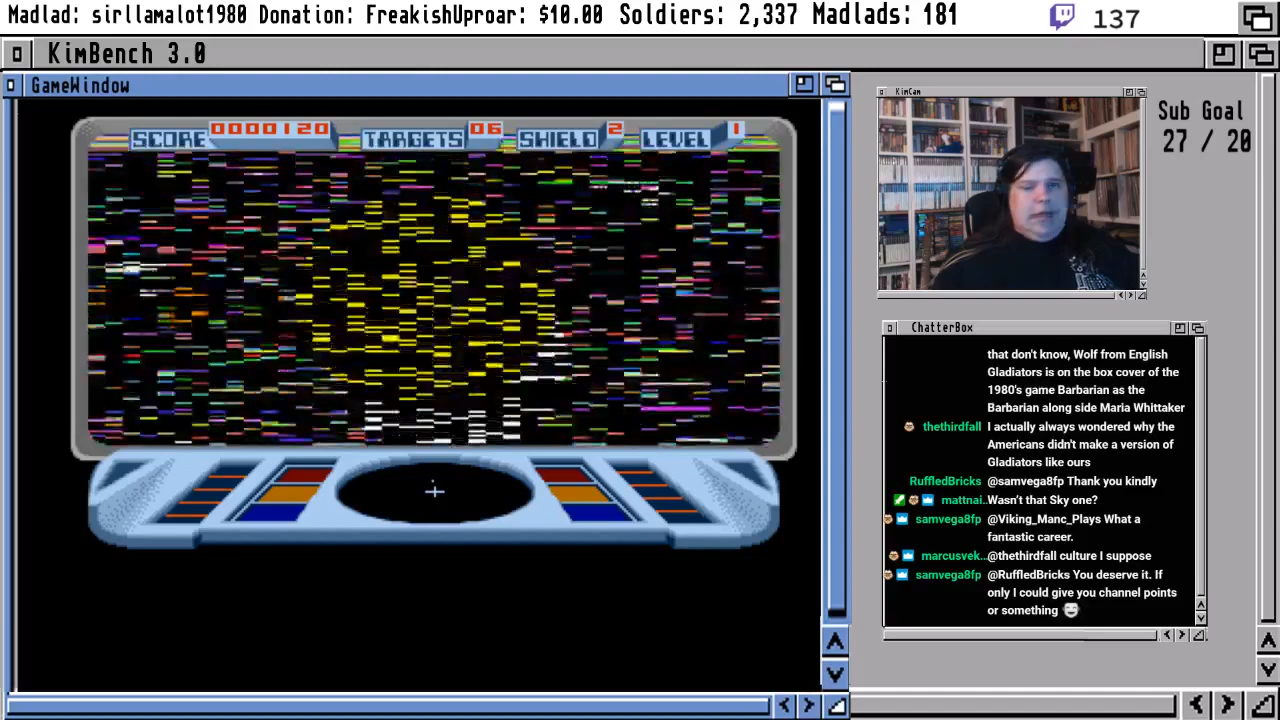 Madlad: sirllamalot1980 Donation: FreakishUproar: $10.00 Soldiers: 2,337 Madlads: 181
137
KimBench 3.0
GameWindow
SCORE 0000120 TARGETS 06 SHIELD 2 LEVEL 1
KimCam
Sub Goal
27 / 20
ChatterBox
that don't know, Wolf from English
Gladiators is on the box cover of the
1980's game Barbarian as the
Barbarian along side Maria Whittaker
thethirdfall I actually always wondered why the
Americans didn't make a version of
Gladiators like ours
RuffledBricks @samvega8fp Thank you kindly
mattnai.. Wasn't that Sky one?
samvega8fp @Viking_Manc_Plays What a
fantastic career.
marcusvek... @thethirdfall culture I suppose
samvega8fp @RuffledBricks You deserve it. If
only I could give you channel points
or something